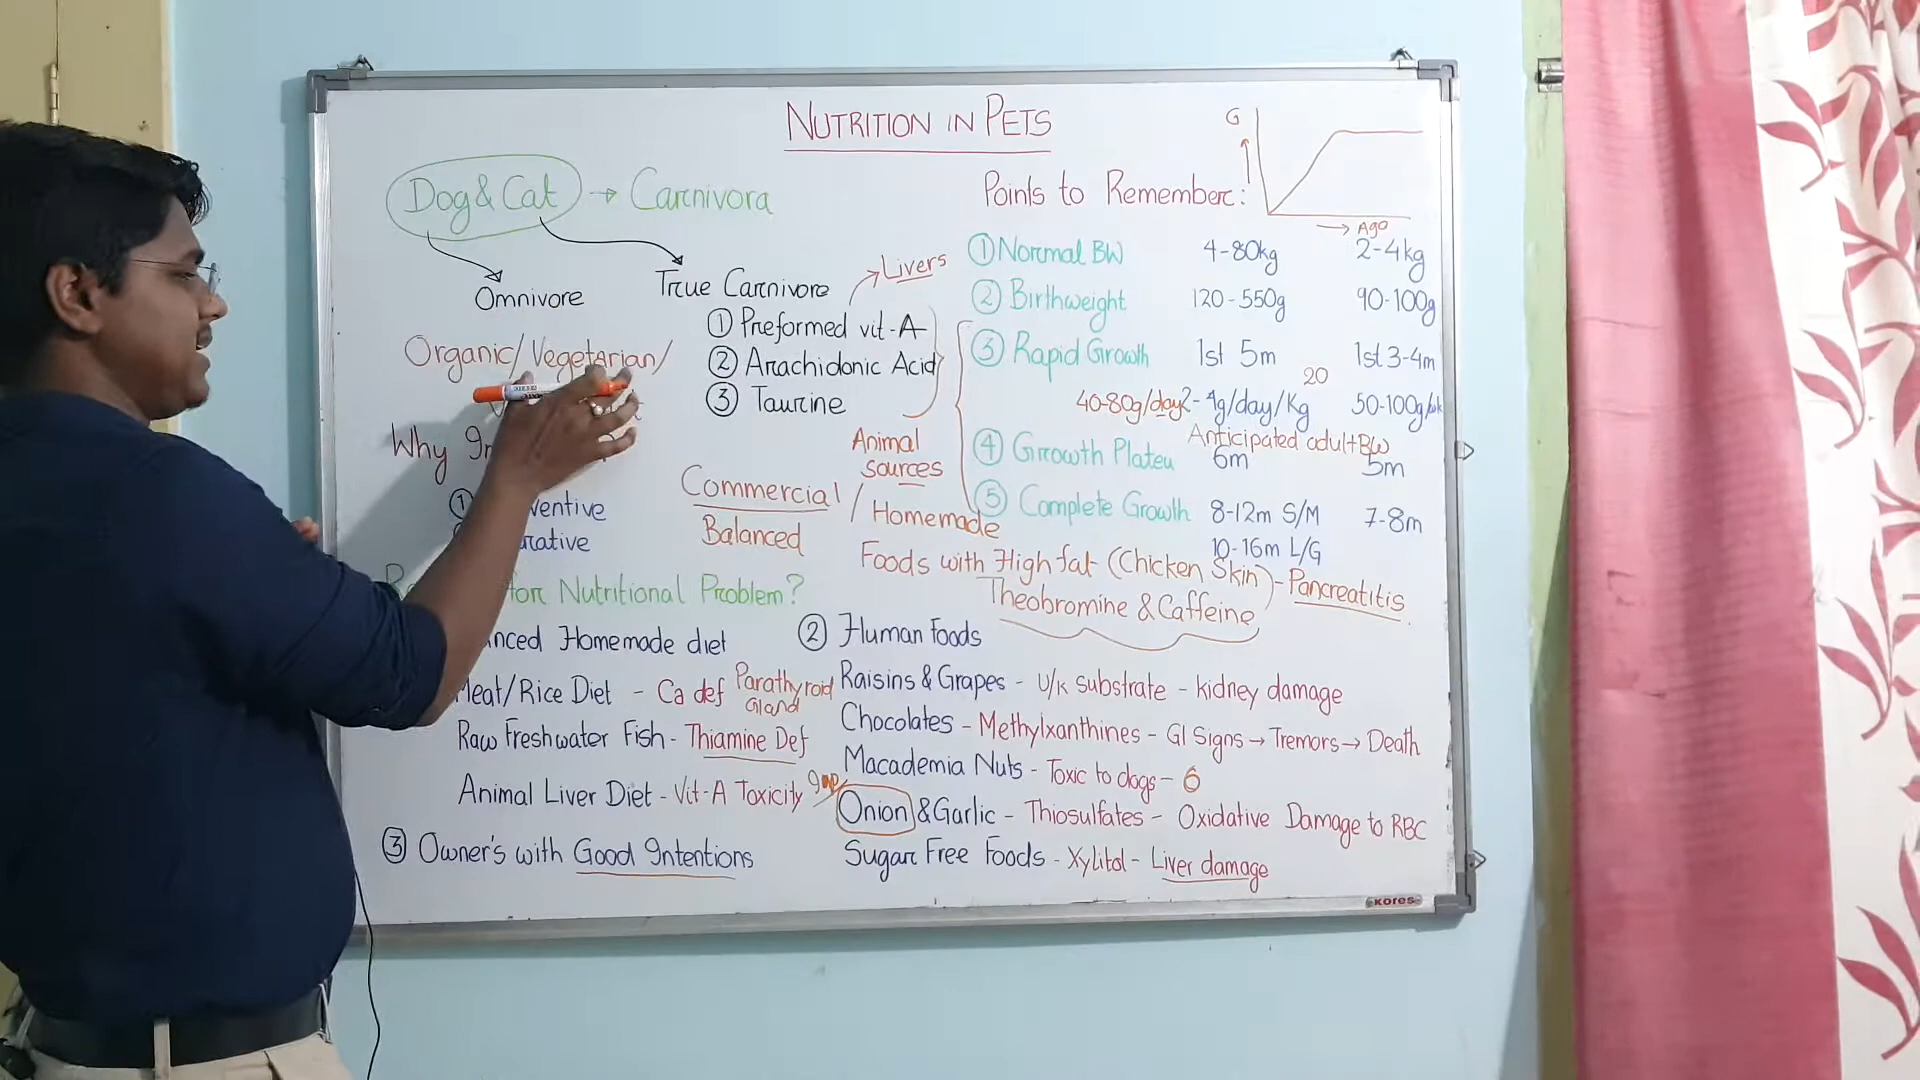 NUTRITION IN PETS
Dog & Cat → Carnivora
Omnivore
True Carnivore
→ Livers
① Preformed vit-A
② Arachidonic Acid
③ Taurine
Animal
sources
Organic/Vegetarian/
Why
①
Commercial / Homemade
Balanced
for Nutritional Problem?
Homemade diet
Meat/Rice Diet - Ca def Parathyroid
Gland
Raw Freshwater Fish - Thiamine Def
Animal Liver Diet - Vit-A Toxicity
③ Owner's with Good Intentions
G
→ Age
Points to Remember:
① Normal BW 4-80kg 2-4kg
② Birthweight 120-550g 90-100g
③ Rapid Growth 1st 5m 1st 3-4m
20
40-80g/day 2-4g/day/kg 50-100g/wk
Anticipated adult BW
④ Growth Plateu 6m 5m
⑤ Complete Growth 8-12m S/M 7-8m
10-16m L/G
Foods with High fat (Chicken Skin) - Pancreatitis
Theobromine & Caffeine
② Human Foods
Raisins & Grapes - U/k substrate - kidney damage
Chocolates - Methylxanthines - GI Signs → Tremors → Death
Macademia Nuts - Toxic to dogs - 6
Onion & Garlic - Thiosulfates - Oxidative Damage to RBC
Sugar Free Foods - Xylitol - Liver damage
KORES